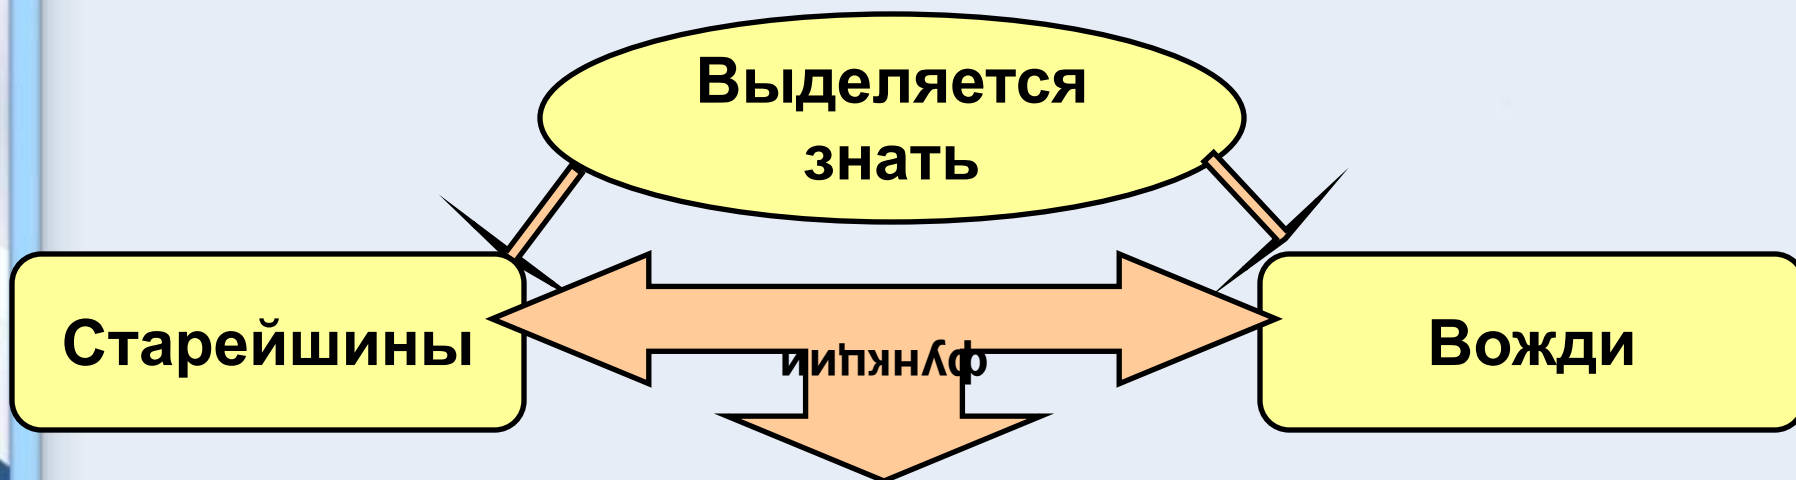 Выделяется
знать
Старейшины
функции
Вожди